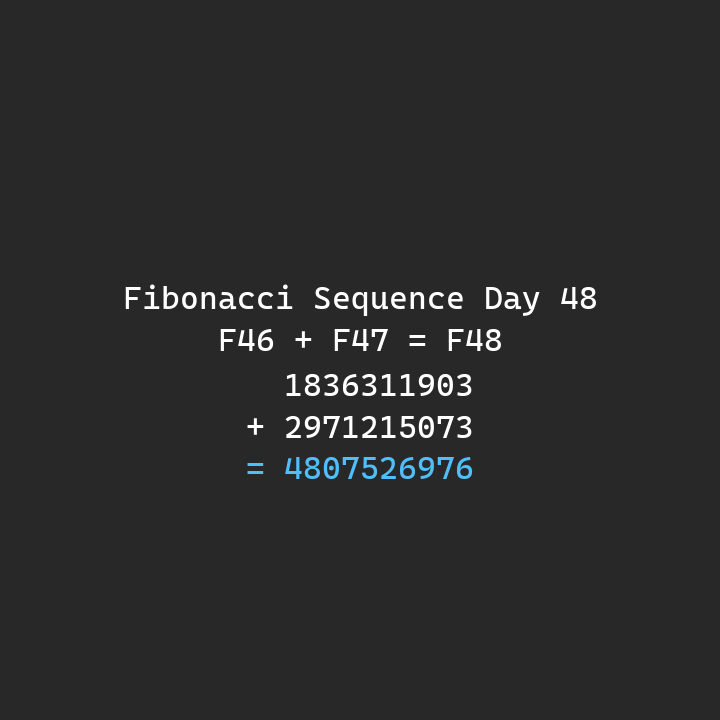 Fibonacci Sequence Day 48
F46 + F47 = F48
1836311903
+ 2971215073
= 4807526976